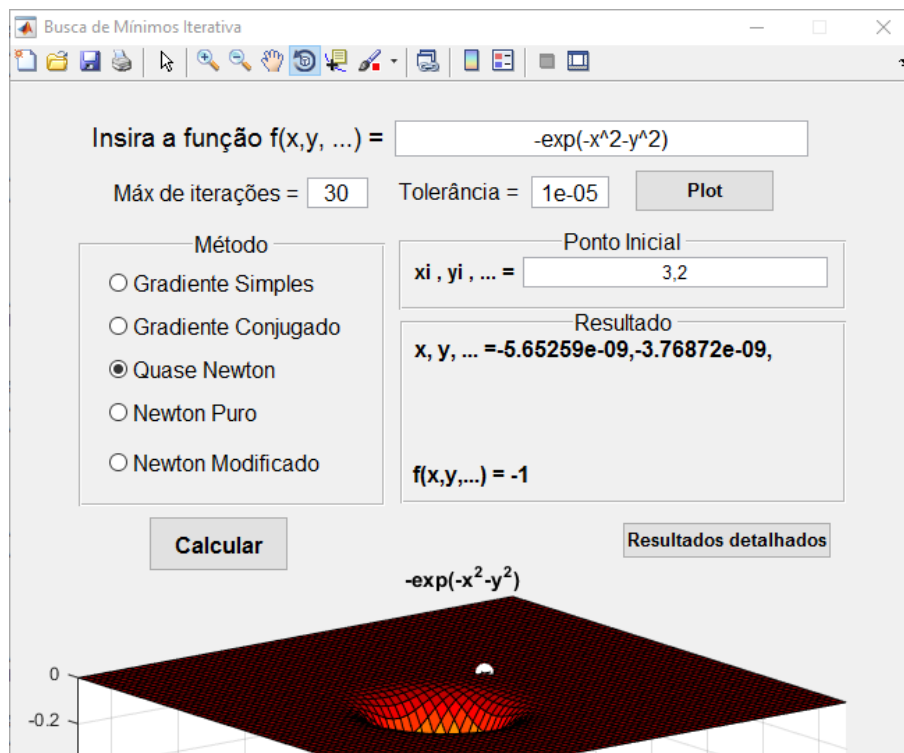 Busca de Mínimos Iterativa
Insira a função f(x,y, ...) = -exp(-x^2-y^2)
Máx de iterações = 30 Tolerância = 1e-05 Plot
Método
Gradiente Simples
Gradiente Conjugado
Quase Newton
Newton Puro
Newton Modificado
Ponto Inicial
xi , yi , ... = 3,2
Resultado
x, y, ... =-5.65259e-09,-3.76872e-09,
f(x,y,...) = -1
Calcular
Resultados detalhados
-exp(-x²-y²)
0
-0.2